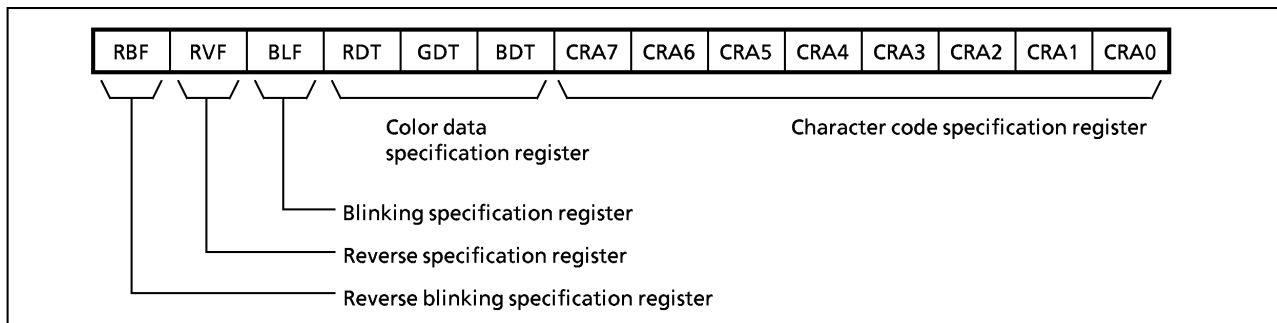 RBF RVF BLF RDT GDT BDT CRA7 CRA6 CRA5 CRA4 CRA3 CRA2 CRA1 CRA0
Color data
specification register
Character code specification register
Blinking specification register
Reverse specification register
Reverse blinking specification register